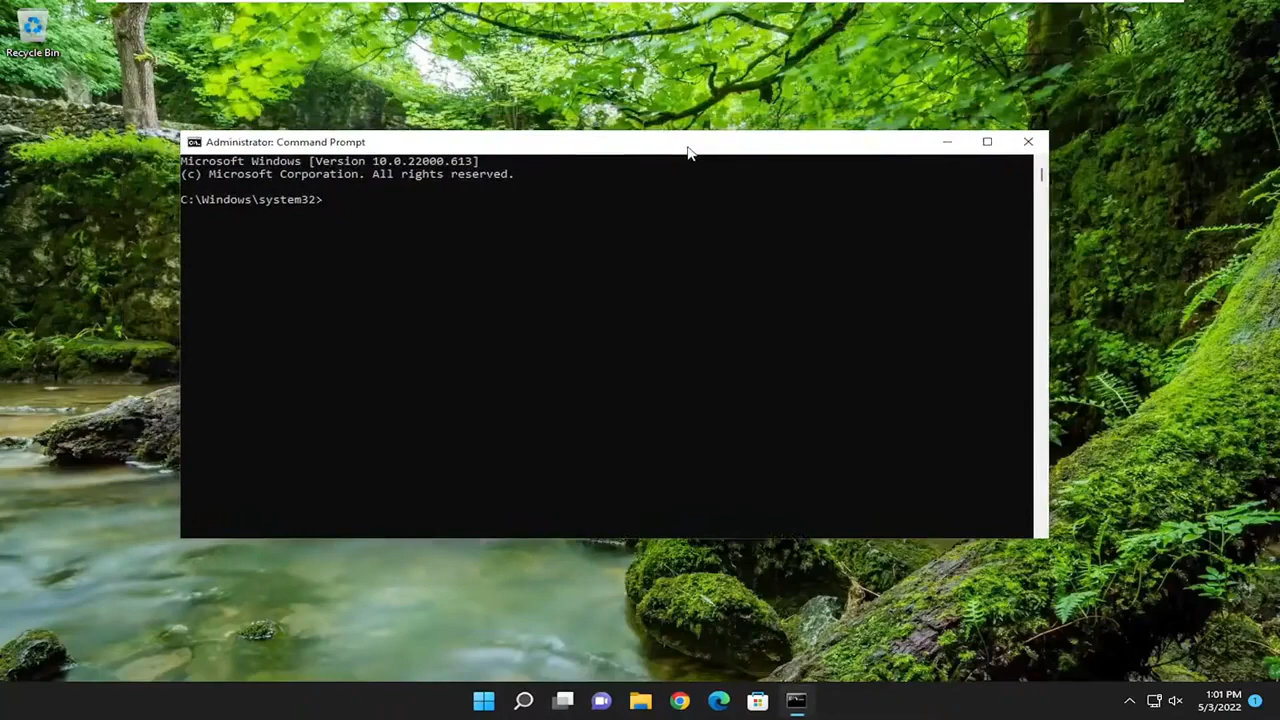 Recycle Bin
Administrator: Command Prompt
Microsoft Windows [Version 10.0.22000.613]
(c) Microsoft Corporation. All rights reserved.
C:\Windows\system32>
1:01 PM
5/3/2022
1